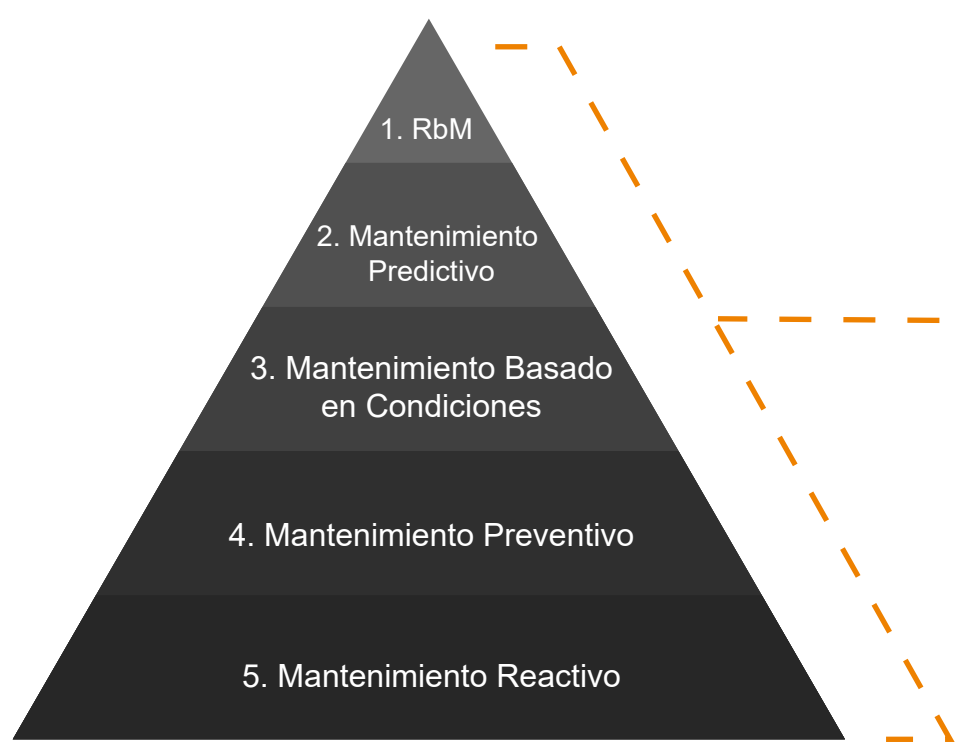 1. RbM
2. Mantenimiento
Predictivo
3. Mantenimiento Basado
en Condiciones
4. Mantenimiento Preventivo
5. Mantenimiento Reactivo